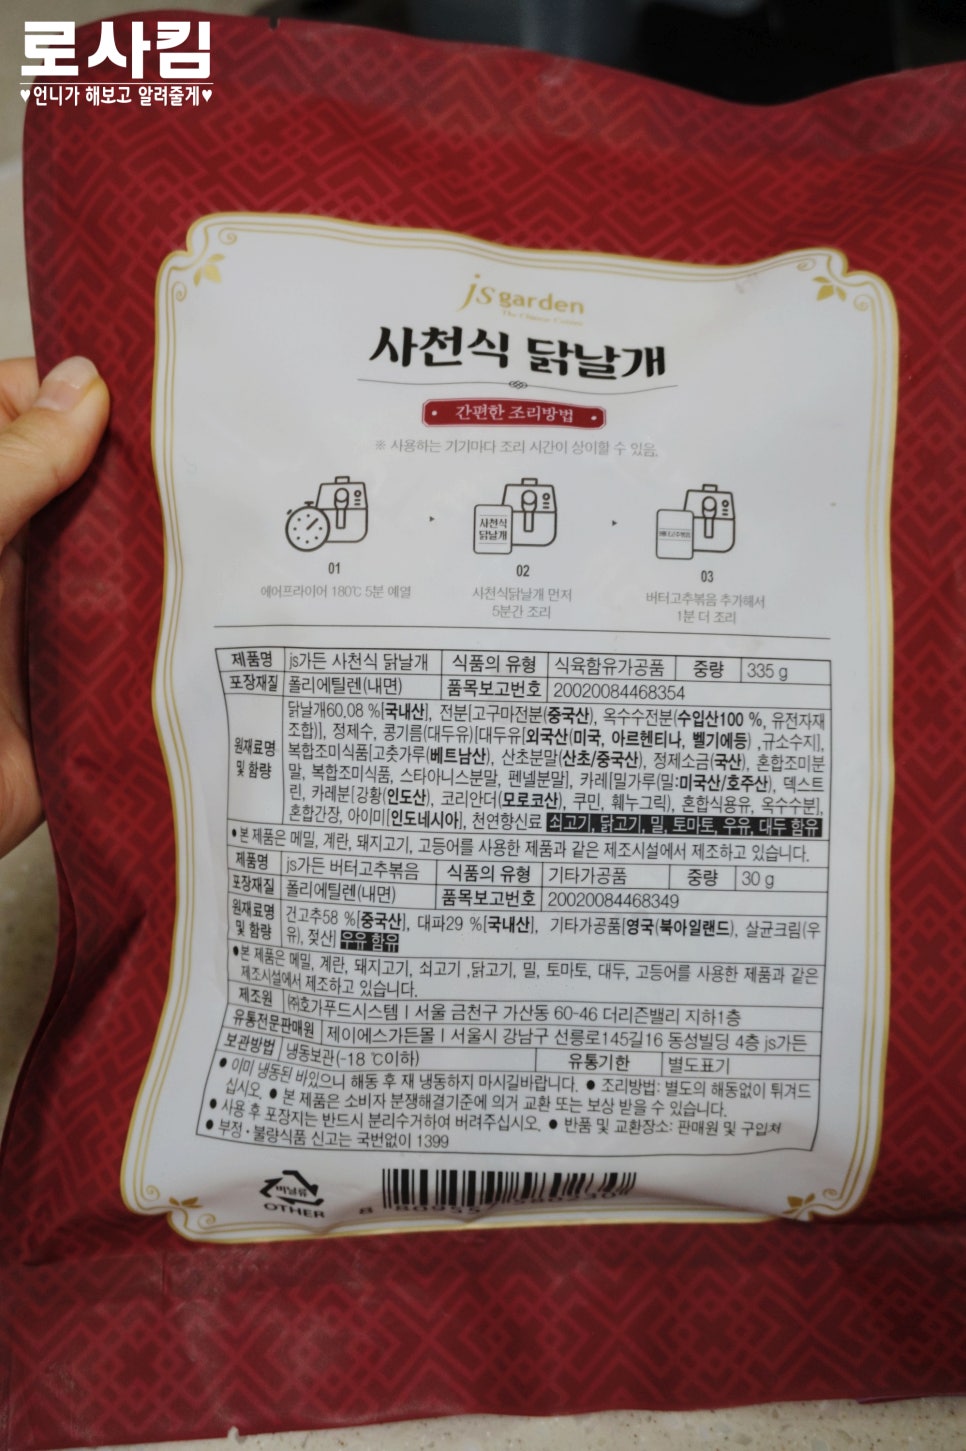 로사킴
♥언니가 해보고 알려줄게♥
js garden
사천식 닭날개
• 간편한 조리방법 •
※ 사용하는 기기마다 조리 시간이 상이할 수 있음.
사천식
닭날개
01
에어프라이어 180℃ 5분 예열
02
사천식닭날개 먼저
5분간 조리
03
버터고추볶음 추가해서
1분 더 조리
제품명 js가든 사천식 닭날개 식품의 유형 식육함유가공품 중량 335 g
포장재질 폴리에틸렌(내면) 품목보고번호 20020084468354
원재료명 및 함량
닭날개60.08 %[국내산], 전분[고구마전분(중국산), 옥수수전분(수입산100 %, 유전자재
조합)], 정제수, 콩기름(대두유)[대두유[외국산(미국, 아르헨티나, 벨기에등) ,규소수지],
복합조미식품[고춧가루(베트남산), 산초분말(산초/중국산), 정제소금(국산), 혼합조미분
말, 복합조미식품, 스타아니스분말, 펜넬분말], 카레[밀가루(밀:미국산/호주산), 덱스트
린, 카레분[강황(인도산), 코리안더(모로코산), 쿠민, 훼누그릭), 혼합식용유, 옥수수분],
혼합간장, 아이미[인도네시아], 천연향신료 쇠고기, 닭고기, 밀, 토마토, 우유, 대두 함유
• 본 제품은 메밀, 계란, 돼지고기, 고등어를 사용한 제품과 같은 제조시설에서 제조하고 있습니다.
제품명 js가든 버터고추볶음 식품의 유형 기타가공품 중량 30 g
포장재질 폴리에틸렌(내면) 품목보고번호 20020084468349
원재료명 및 함량
건고추58 %[중국산], 대파29 %[국내산], 기타가공품[영국(북아일랜드), 살균크림(우
유), 젖산] 우유 함유
•본 제품은 메밀, 계란, 돼지고기, 쇠고기 ,닭고기, 밀, 토마토, 대두, 고등어를 사용한 제품과 같은
제조시설에서 제조하고 있습니다.
제조원 ㈜호가푸드시스템 | 서울 금천구 가산동 60-46 더리즌밸리 지하1층
유통전문판매원 제이에스가든몰 | 서울시 강남구 선릉로145길16 동성빌딩 4층 js가든
보관방법 냉동보관(-18 ℃이하) 유통기한 별도표기
● 이미 냉동된 바있으니 해동 후 재 냉동하지 마시길바랍니다. ● 조리방법: 별도의 해동없이 튀겨드
십시오. ● 본 제품은 소비자 분쟁해결기준에 의거 교환 또는 보상 받을 수 있습니다.
● 사용 후 포장지는 반드시 분리수거하여 버려주십시오. ● 반품 및 교환장소: 판매원 및 구입처
● 부정·불량식품 신고는 국번없이 1399
비닐류
OTHER